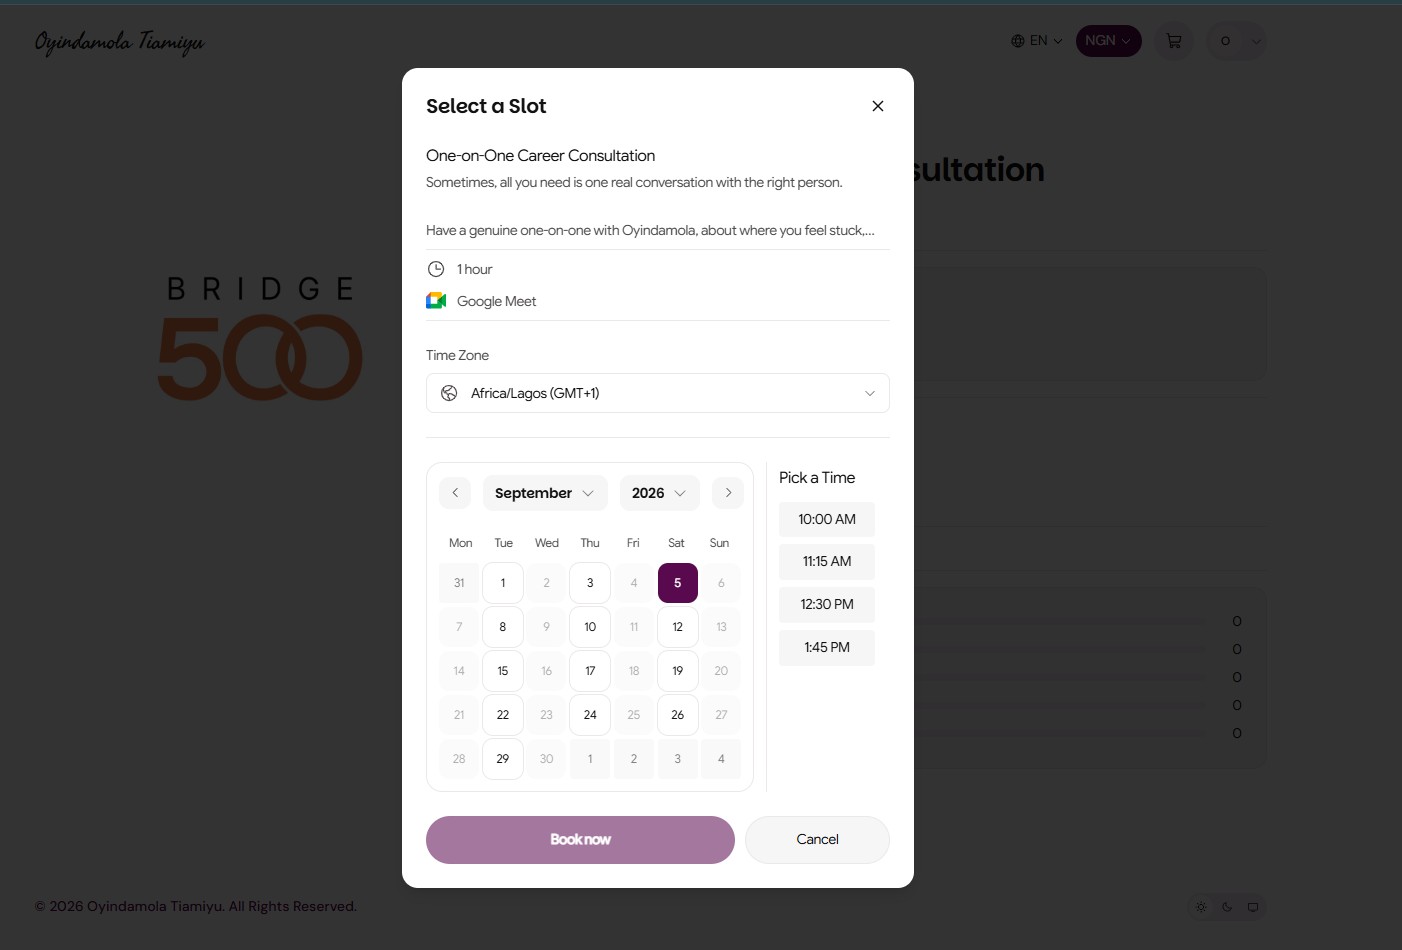 Oyindamola Tiamiyu
EN
NGN
0
Select a Slot
One-on-One Career Consultation
Sometimes, all you need is one real conversation with the right person.
sultation
Have a genuine one-on-one with Oyindamola, about where you feel stuck,...
1 hour
Google Meet
BRIDGE
500
Time Zone
Africa/Lagos (GMT+1)
September
2026
Mon Tue Wed Thu Fri Sat Sun
31 1 2 3 4 5 6
7 8 9 10 11 12 13
14 15 16 17 18 19 20
21 22 23 24 25 26 27
28 29 30 1 2 3 4
Pick a Time
10:00 AM
11:15 AM
12:30 PM
1:45 PM
0
0
0
0
0
Book now
Cancel
© 2026 Oyindamola Tiamiyu. All Rights Reserved.